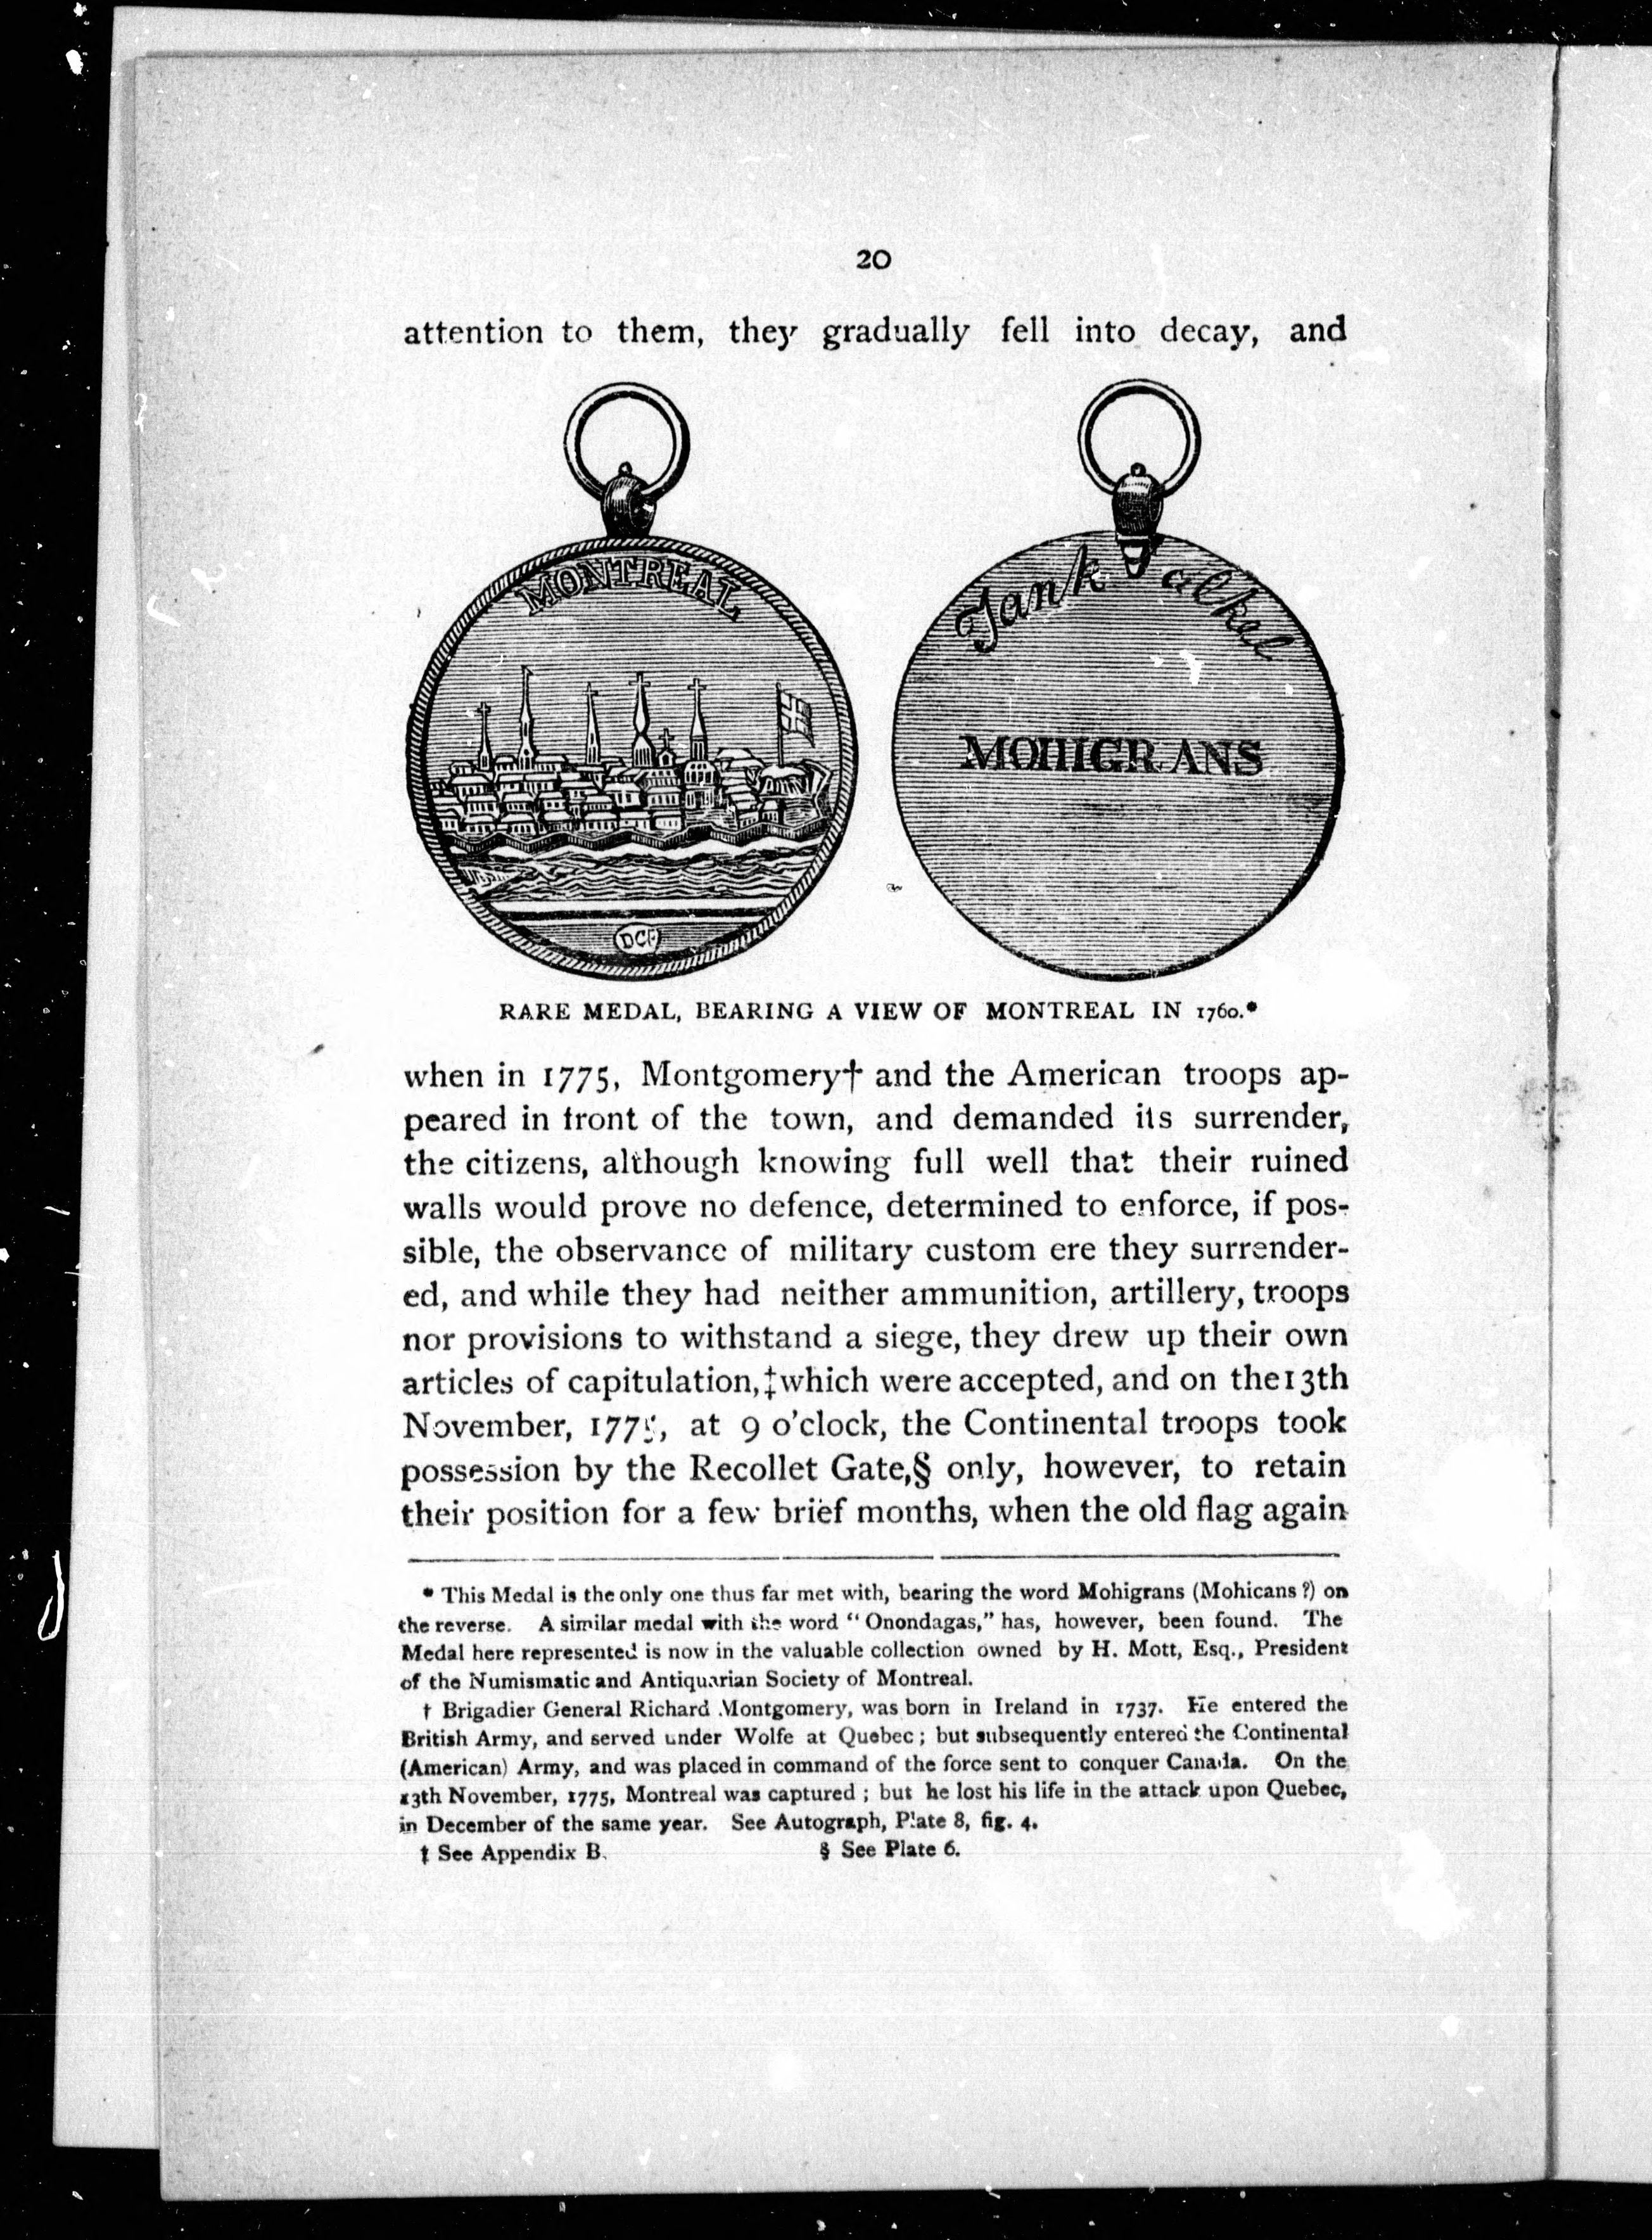 20
attention to them, they gradually fell into decay, and
MONTREAL
DCF
Tank alkal
MOHIGRANS
RARE MEDAL, BEARING A VIEW OF MONTREAL IN 1760.*
when in 1775, Montgomery† and the American troops ap-
peared in front of the town, and demanded its surrender,
the citizens, although knowing full well that their ruined
walls would prove no defence, determined to enforce, if pos-
sible, the observance of military custom ere they surrender-
ed, and while they had neither ammunition, artillery, troops
nor provisions to withstand a siege, they drew up their own
articles of capitulation,‡ which were accepted, and on the 13th
November, 1775, at 9 o'clock, the Continental troops took
possession by the Recollet Gate,§ only, however, to retain
their position for a few brief months, when the old flag again
* This Medal is the only one thus far met with, bearing the word Mohigrans (Mohicans ?) on
the reverse. A similar medal with the word "Onondagas," has, however, been found. The
Medal here represented is now in the valuable collection owned by H. Mott, Esq., President
of the Numismatic and Antiquarian Society of Montreal.
† Brigadier General Richard Montgomery, was born in Ireland in 1737. He entered the
British Army, and served under Wolfe at Quebec ; but subsequently entered the Continental
(American) Army, and was placed in command of the force sent to conquer Canada. On the
13th November, 1775, Montreal was captured ; but he lost his life in the attack upon Quebec,
in December of the same year. See Autograph, Plate 8, fig. 4.
‡ See Appendix B. § See Plate 6.